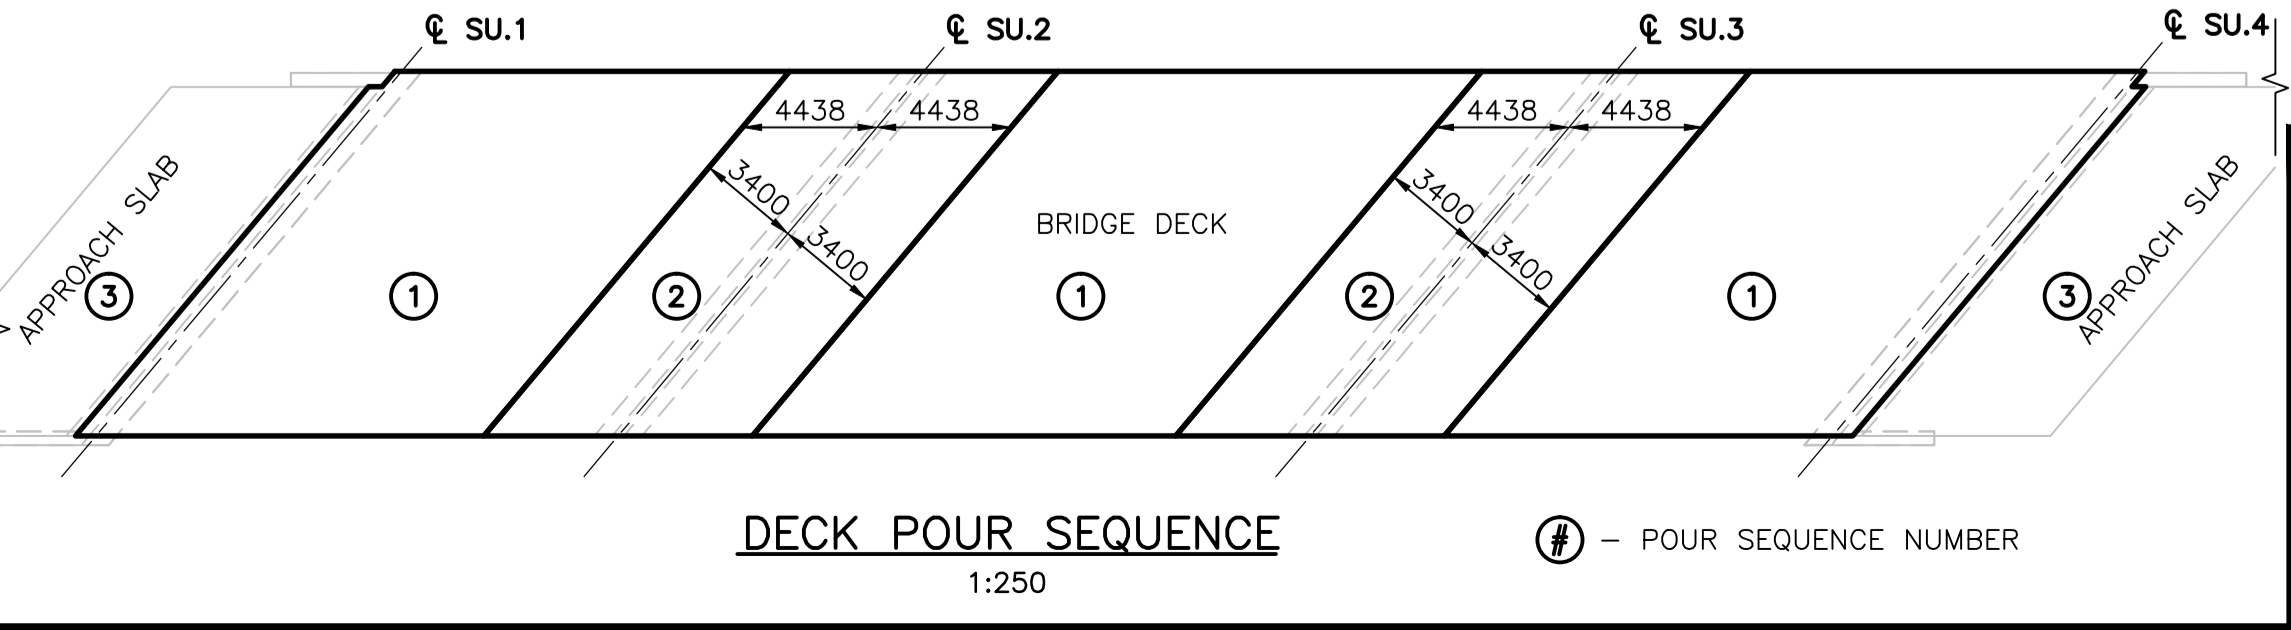 ℄ SU.1
℄ SU.2
℄ SU.3
℄ SU.4
4438
4438
4438
4438
3400
3400
3400
3400
APPROACH SLAB
BRIDGE DECK
APPROACH SLAB
3
1
2
1
2
1
3
DECK POUR SEQUENCE
1:250
# – POUR SEQUENCE NUMBER